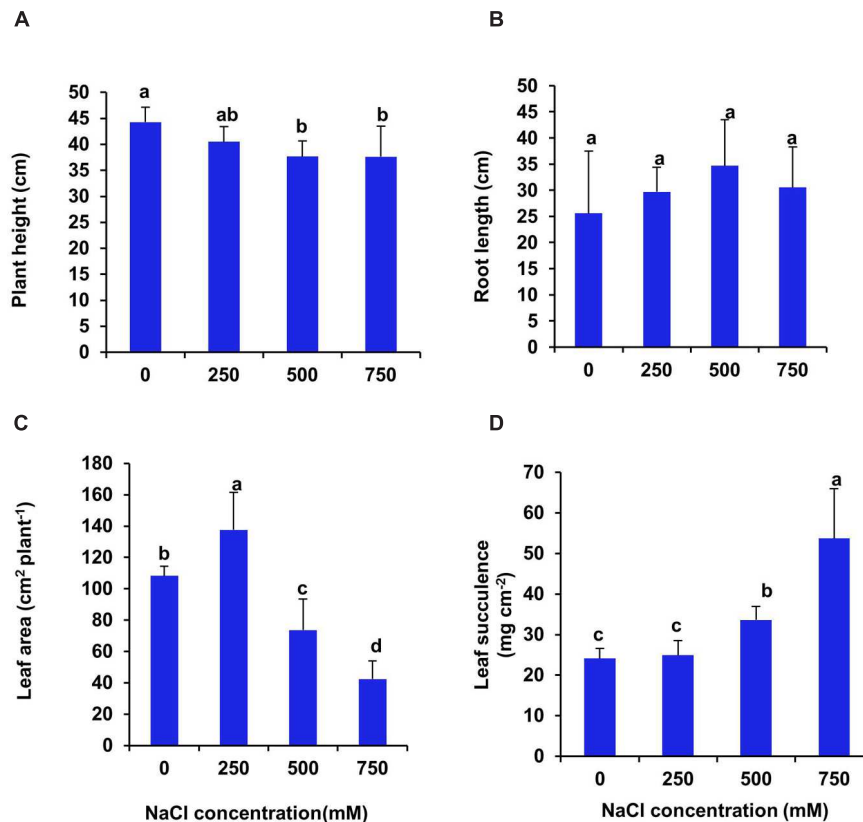 A
Plant height (cm)
50
45
40
35
30
25
20
15
10
5
0
a
ab
b
b
0 250 500 750
B
Root length (cm)
50
45
40
35
30
25
20
15
10
5
0
a
a
a
a
0 250 500 750
C
Leaf area (cm² plant⁻¹)
180
160
140
120
100
80
60
40
20
0
b
a
c
d
0 250 500 750
NaCl concentration(mM)
D
Leaf succulence
(mg cm⁻²)
70
60
50
40
30
20
10
0
c
c
b
a
0 250 500 750
NaCl concentration (mM)